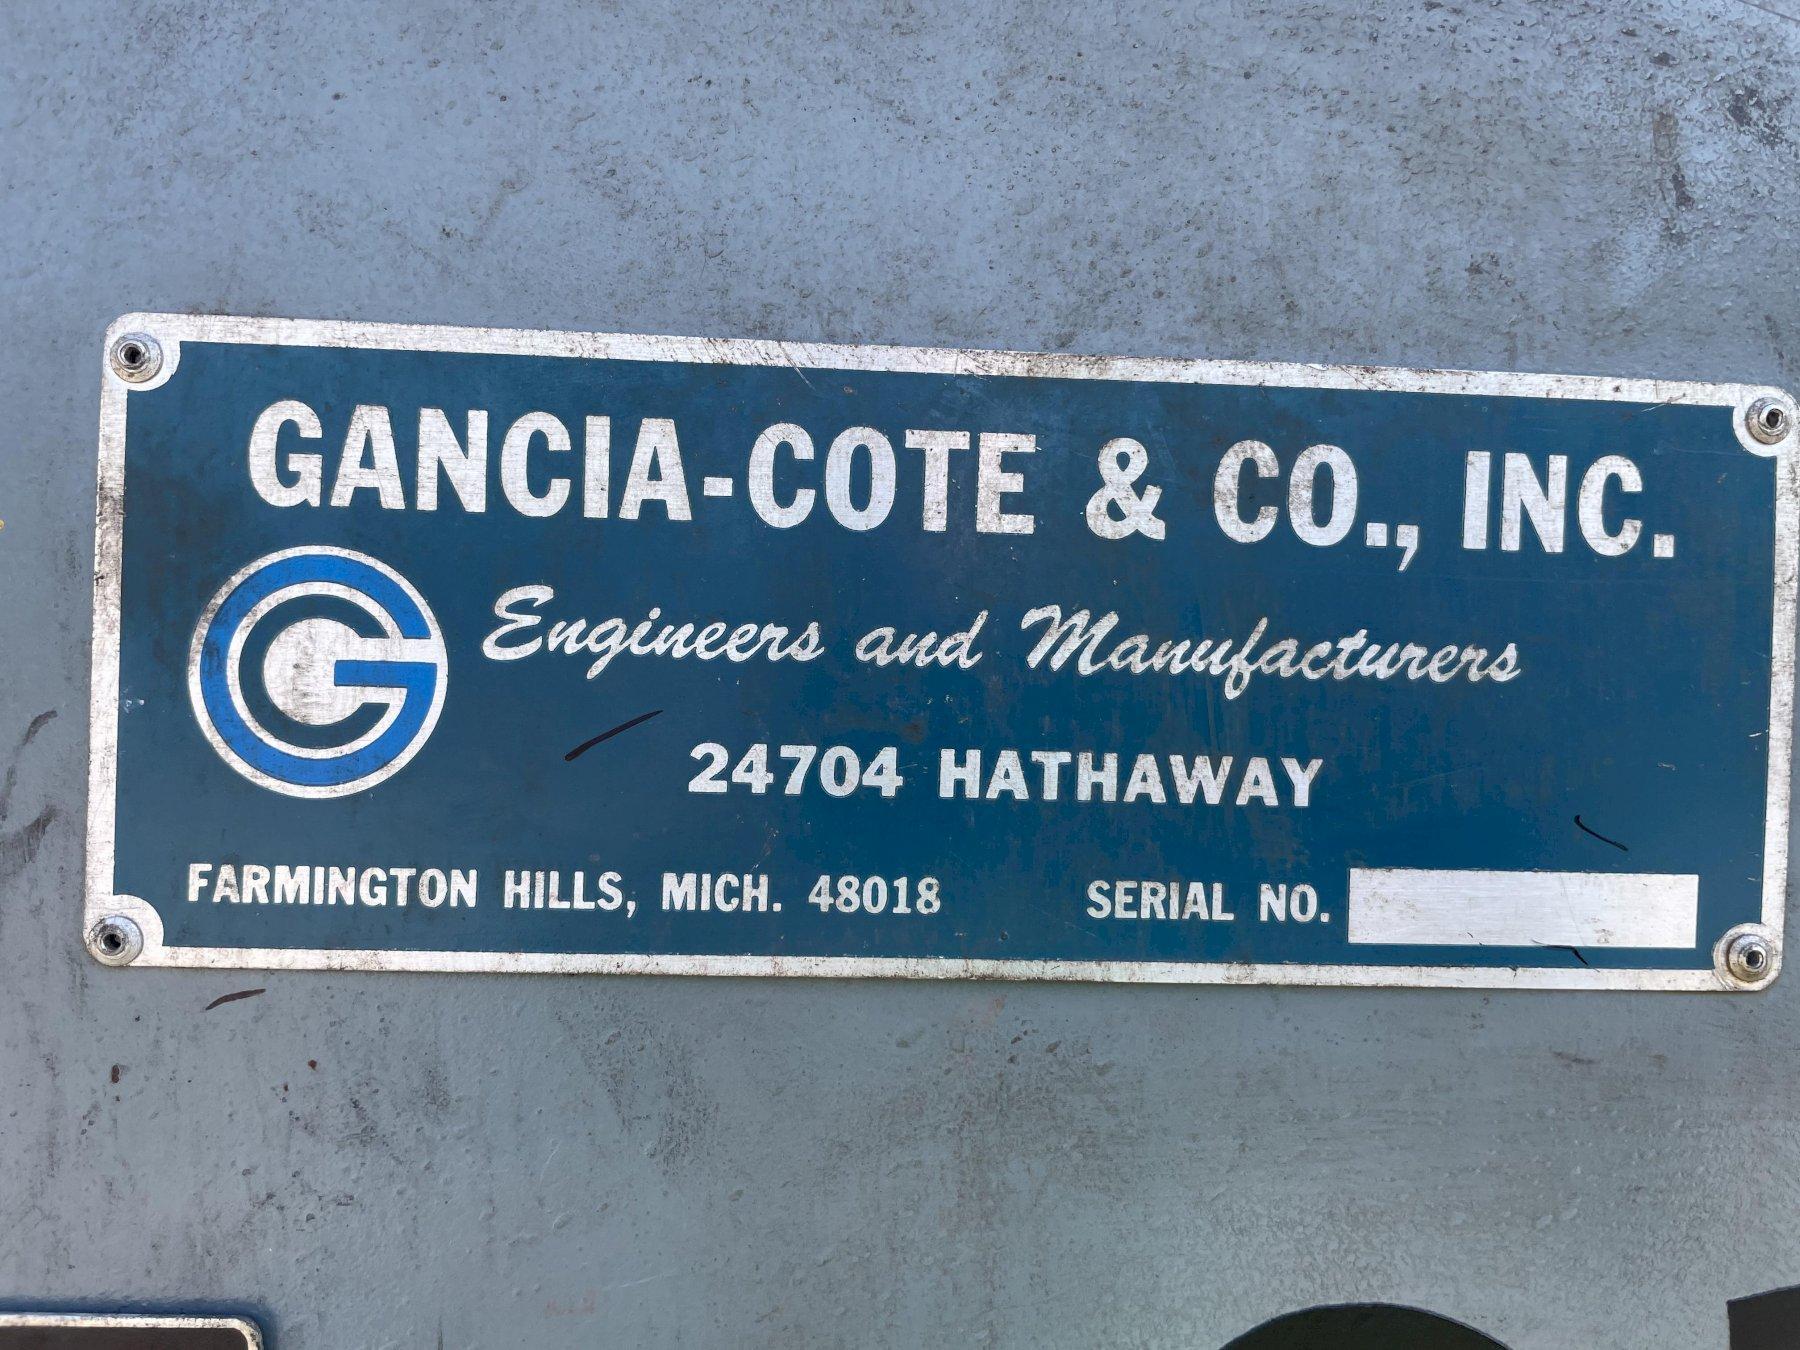 GANCIA-COTE & CO., INC.
Engineers and Manufacturers
24704 HATHAWAY
FARMINGTON HILLS, MICH. 48018 SERIAL NO.